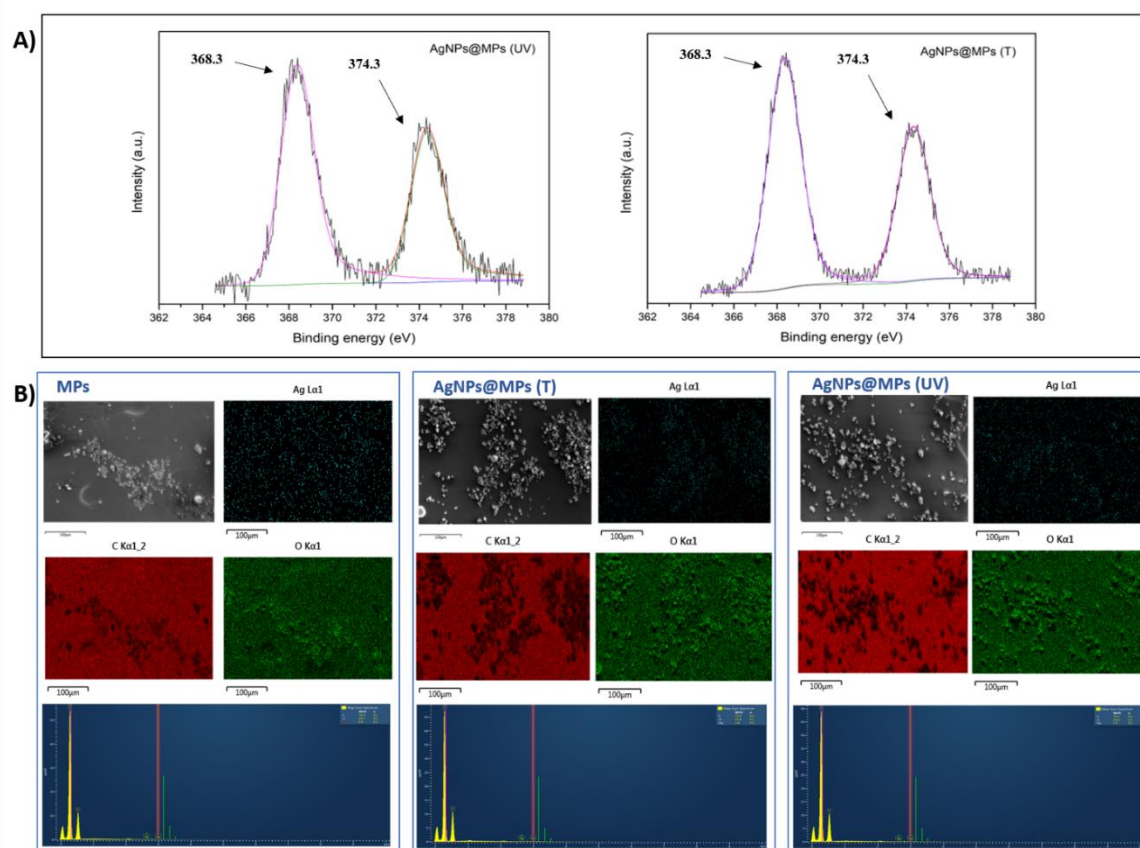 A)
AgNPs@MPs (UV)
368.3
374.3
Intensity (a.u.)
362 364 366 368 370 372 374 376 378 380
Binding energy (eV)
AgNPs@MPs (T)
368.3
374.3
Intensity (a.u.)
362 364 366 368 370 372 374 376 378 380
Binding energy (eV)
B)
MPs
Ag Lα1
100μm
100μm
C Kα1_2
O Kα1
100μm
100μm
AgNPs@MPs (T)
Ag Lα1
100μm
100μm
C Kα1_2
O Kα1
100μm
100μm
AgNPs@MPs (UV)
Ag Lα1
100μm
100μm
C Kα1_2
O Kα1
100μm
100μm